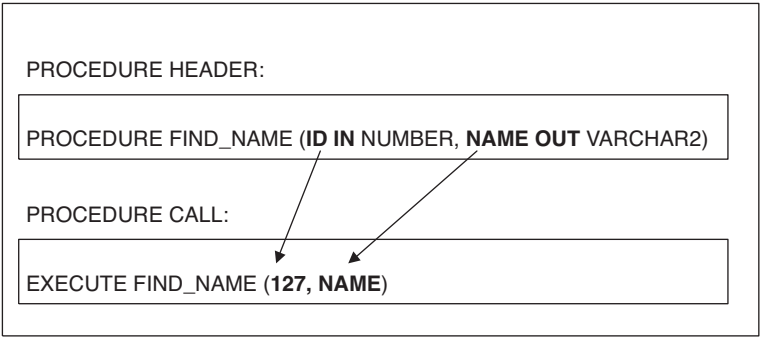 PROCEDURE HEADER:
PROCEDURE FIND_NAME (ID IN NUMBER, NAME OUT VARCHAR2)
PROCEDURE CALL:
EXECUTE FIND_NAME (127, NAME)